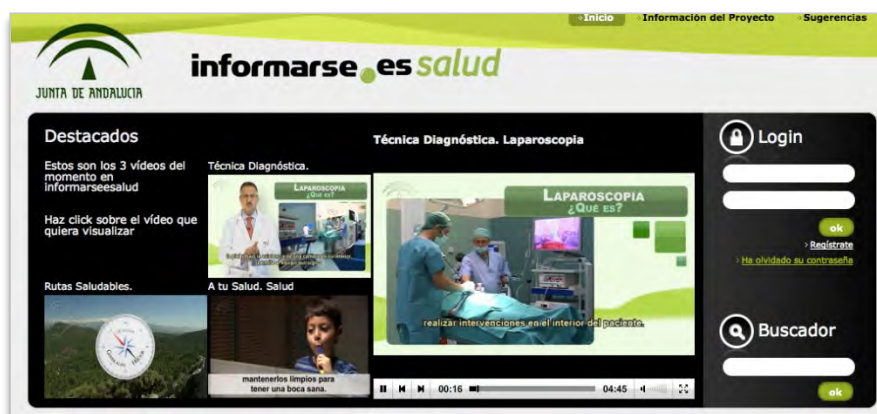 Inicio
Información del Proyecto
Sugerencias
JUNTA DE ANDALUCIA
informarse.es salud
Destacados
Estos son los 3 vídeos del
momento en
informarseesalud
Haz click sobre el vídeo que
quiera visualizar
Técnica Diagnóstica.
LAPAROSCOPIA
¿QUÉ ES?
Rutas Saludables.
A tu Salud. Salud
mantenerlos limpios para
tener una boca sana.
Técnica Diagnóstica. Laparoscopia
LAPAROSCOPIA
¿QUÉ ES?
realizar intervenciones en el interior del paciente.
00:16
04:45
Login
ok
Regístrate
Ha olvidado su contraseña
Buscador
ok